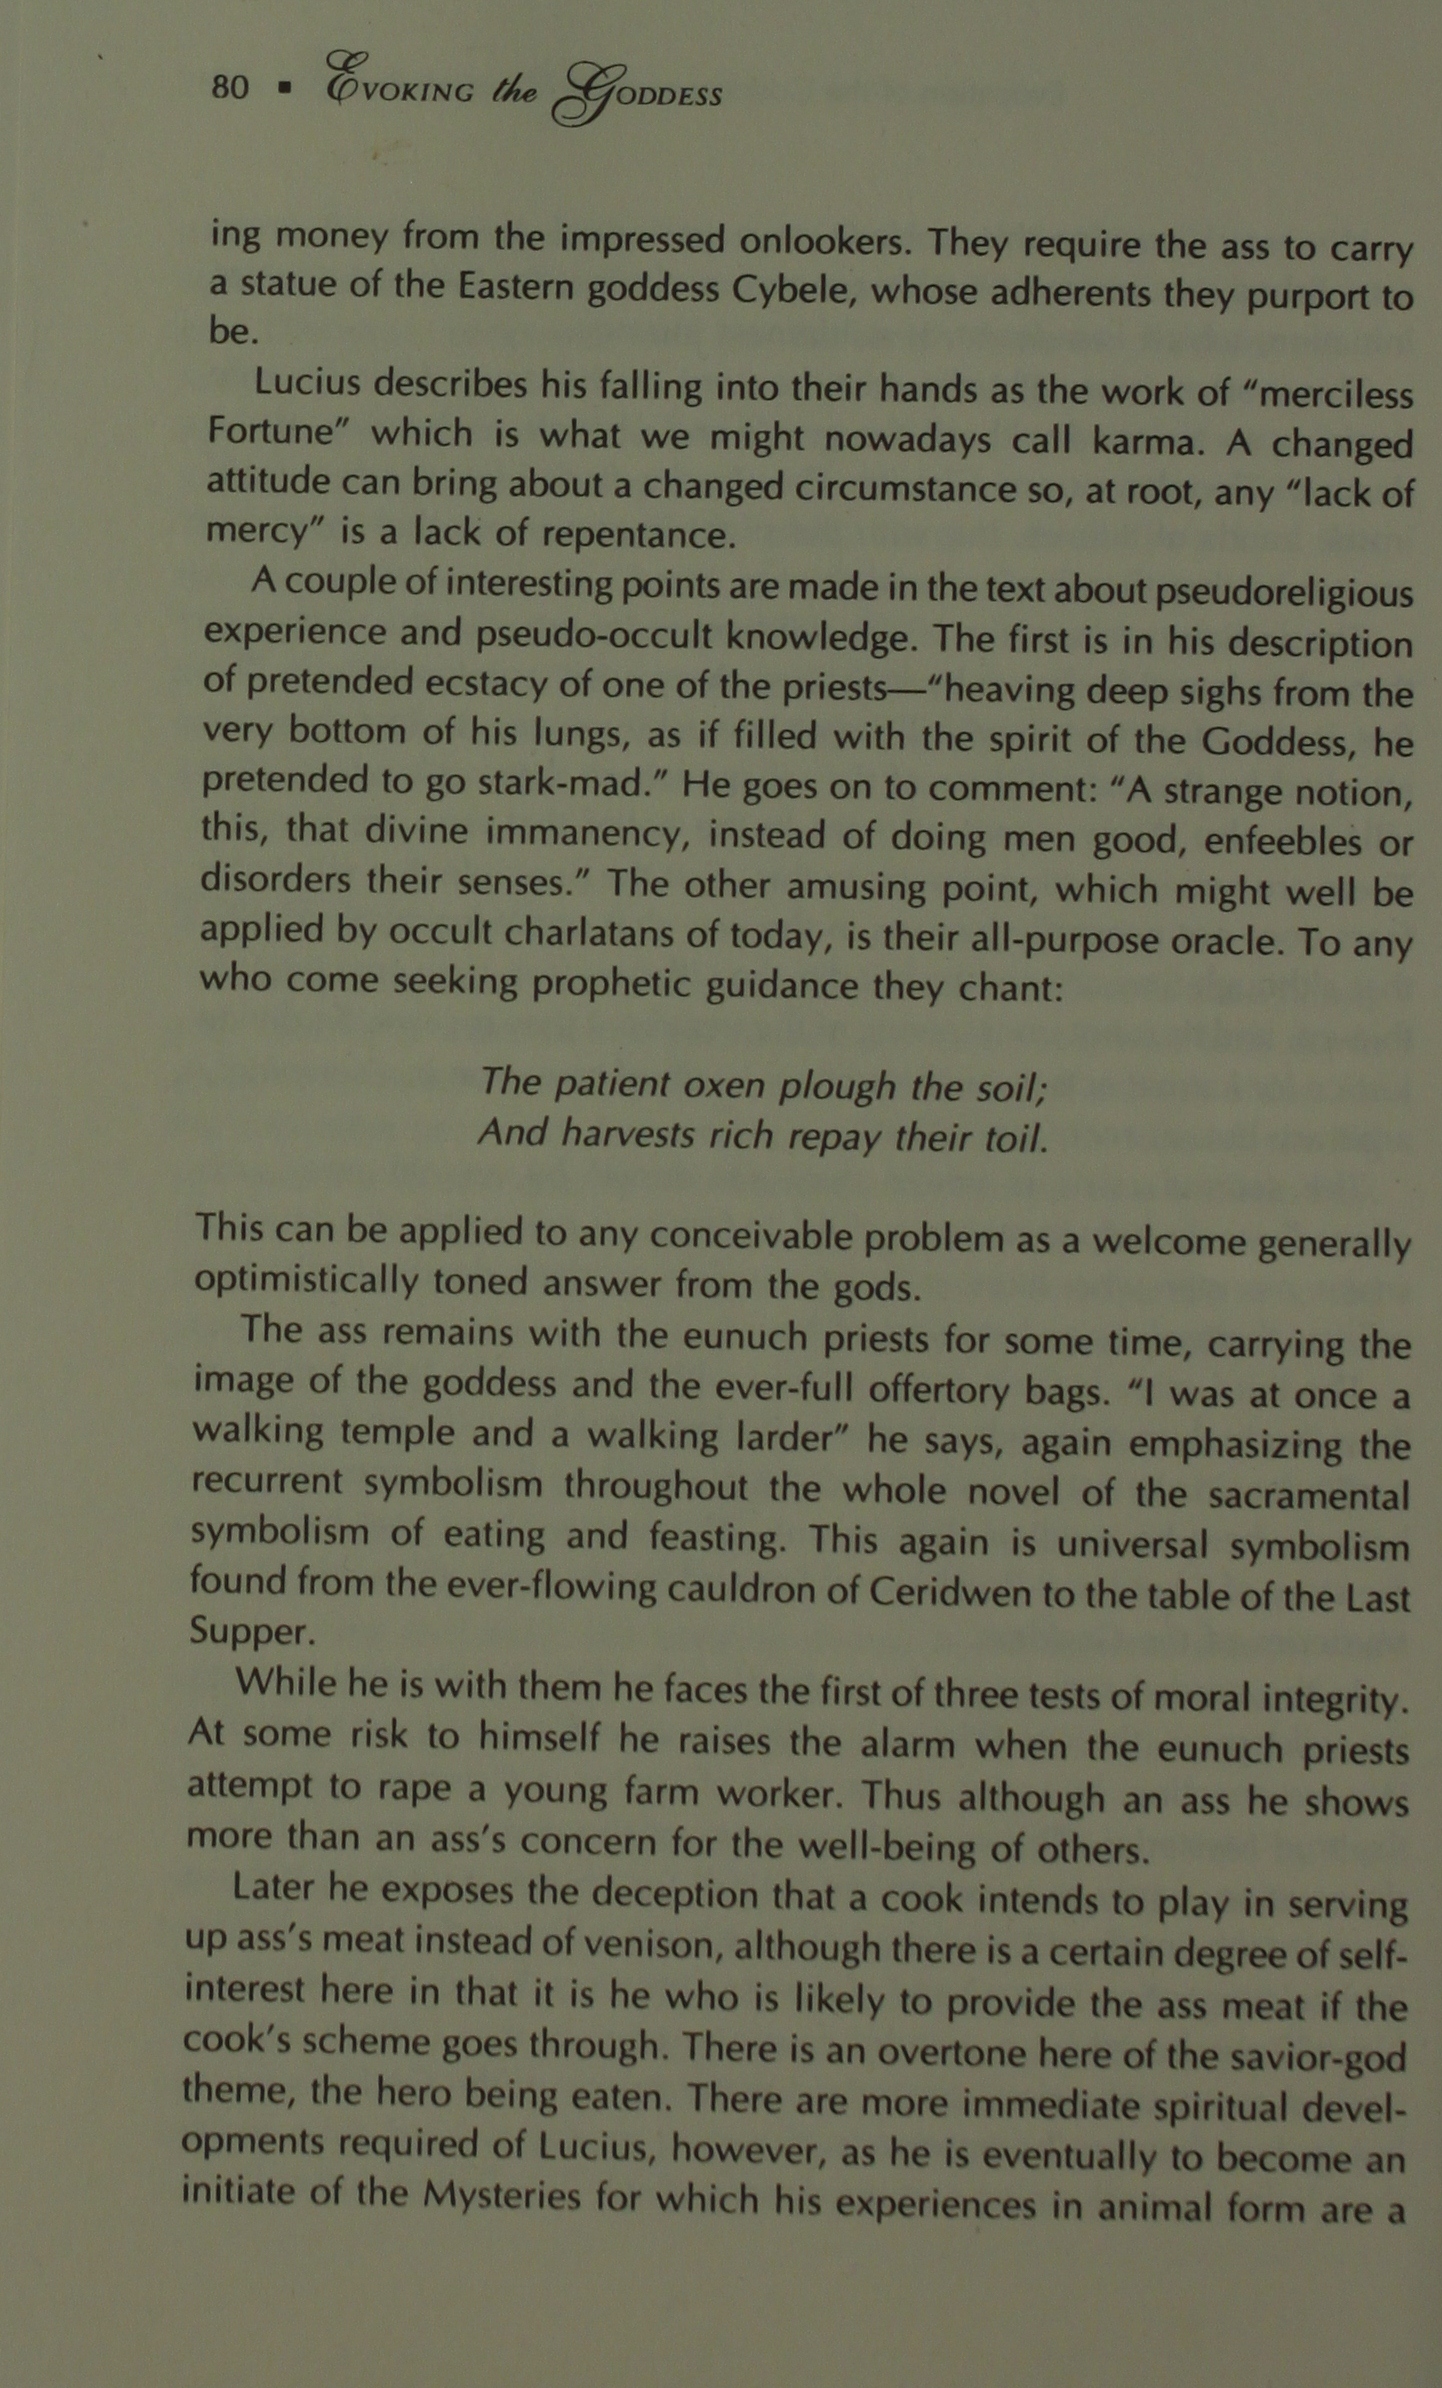 80 ▪ Evoking the Goddess
ing money from the impressed onlookers. They require the ass to carry
a statue of the Eastern goddess Cybele, whose adherents they purport to
be.
Lucius describes his falling into their hands as the work of “merciless
Fortune” which is what we might nowadays call karma. A changed
attitude can bring about a changed circumstance so, at root, any “lack of
mercy” is a lack of repentance.
A couple of interesting points are made in the text about pseudoreligious
experience and pseudo-occult knowledge. The first is in his description
of pretended ecstacy of one of the priests—“heaving deep sighs from the
very bottom of his lungs, as if filled with the spirit of the Goddess, he
pretended to go stark-mad.” He goes on to comment: “A strange notion,
this, that divine immanency, instead of doing men good, enfeebles or
disorders their senses.” The other amusing point, which might well be
applied by occult charlatans of today, is their all-purpose oracle. To any
who come seeking prophetic guidance they chant:
The patient oxen plough the soil;
And harvests rich repay their toil.
This can be applied to any conceivable problem as a welcome generally
optimistically toned answer from the gods.
The ass remains with the eunuch priests for some time, carrying the
image of the goddess and the ever-full offertory bags. “I was at once a
walking temple and a walking larder” he says, again emphasizing the
recurrent symbolism throughout the whole novel of the sacramental
symbolism of eating and feasting. This again is universal symbolism
found from the ever-flowing cauldron of Ceridwen to the table of the Last
Supper.
While he is with them he faces the first of three tests of moral integrity.
At some risk to himself he raises the alarm when the eunuch priests
attempt to rape a young farm worker. Thus although an ass he shows
more than an ass’s concern for the well-being of others.
Later he exposes the deception that a cook intends to play in serving
up ass’s meat instead of venison, although there is a certain degree of self-
interest here in that it is he who is likely to provide the ass meat if the
cook’s scheme goes through. There is an overtone here of the savior-god
theme, the hero being eaten. There are more immediate spiritual devel-
opments required of Lucius, however, as he is eventually to become an
initiate of the Mysteries for which his experiences in animal form are a